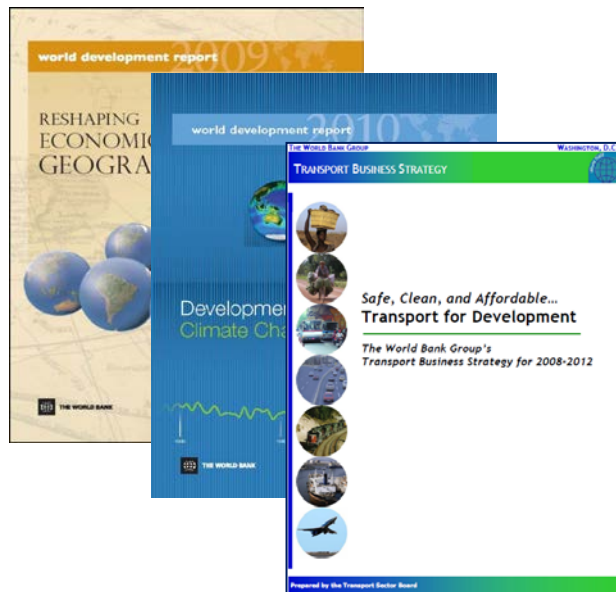 2009
world development report
RESHAPING
ECONOMIC
GEOGRA
THE WORLD BANK
2010
world development report
Developmen
Climate Cha
THE WORLD BANK
THE WORLD BANK GROUP
WASHINGTON, D.C
TRANSPORT BUSINESS STRATEGY
Safe, Clean, and Affordable…
Transport for Development
The World Bank Group's
Transport Business Strategy for 2008-2012
Prepared by the Transport Sector Board